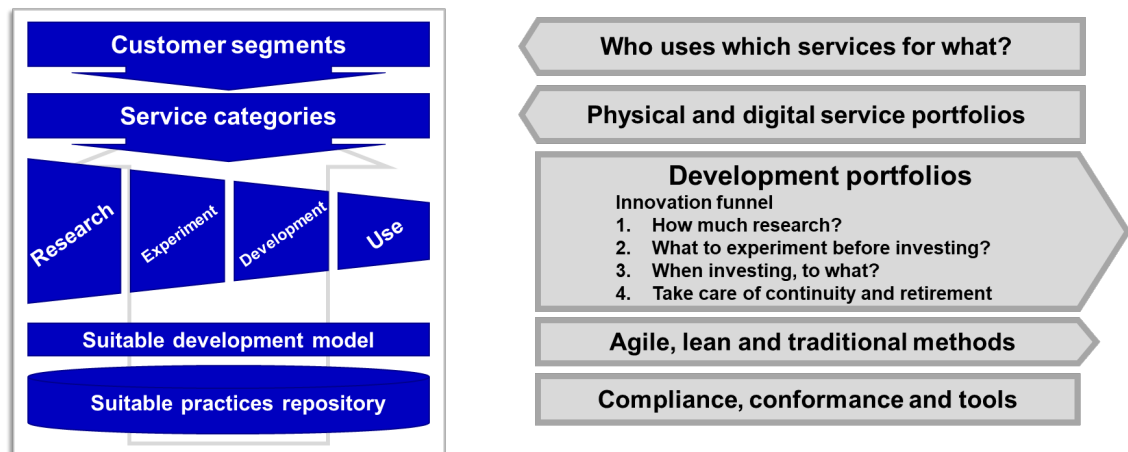 Customer segments
Service categories
Research
Experiment
Development
Use
Suitable development model
Suitable practices repository
Who uses which services for what?
Physical and digital service portfolios
Development portfolios
Innovation funnel
1. How much research?
2. What to experiment before investing?
3. When investing, to what?
4. Take care of continuity and retirement
Agile, lean and traditional methods
Compliance, conformance and tools